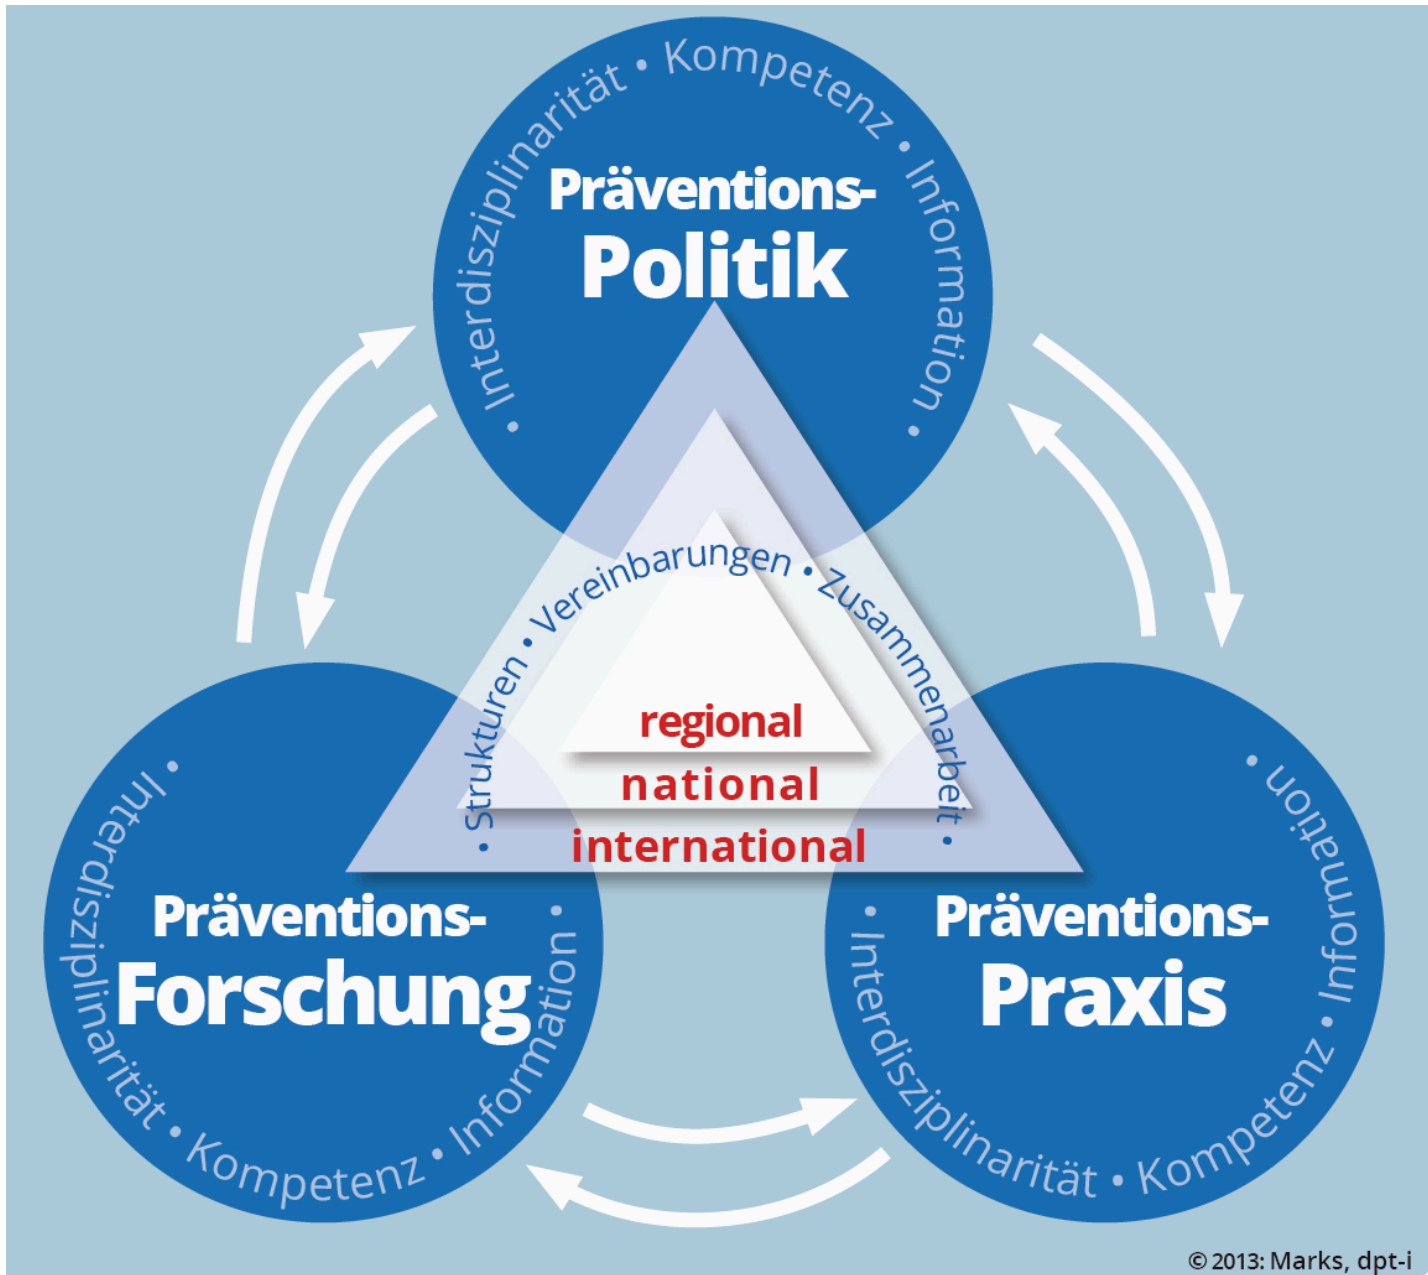 • Interdisziplinarität • Kompetenz • Information •
Präventions-
Politik
• Strukturen • Vereinbarungen • Zusammenarbeit •
regional
national
international
Präventions-
Forschung
• Interdisziplinarität • Kompetenz • Information •
Präventions-
Praxis
• Interdisziplinarität • Kompetenz • Information •
© 2013: Marks, dpt-i